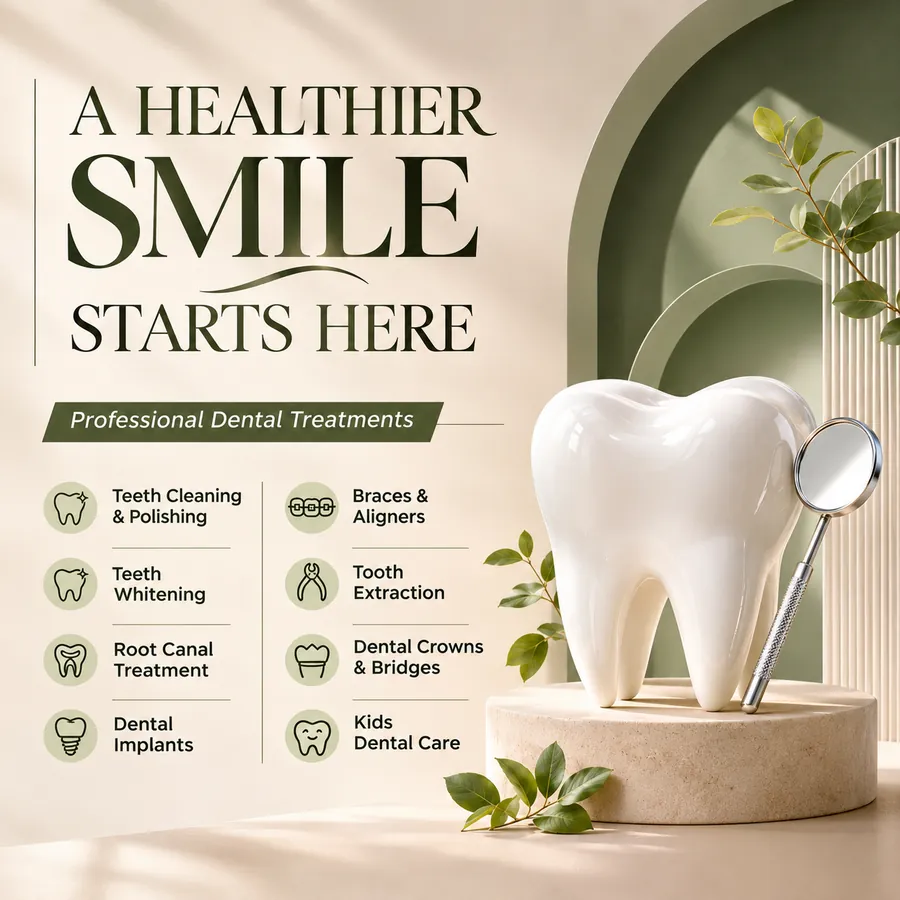 A HEALTHIER
SMILE
STARTS HERE
Professional Dental Treatments
Teeth Cleaning
& Polishing
Teeth
Whitening
Root Canal
Treatment
Dental
Implants
Braces &
Aligners
Tooth
Extraction
Dental Crowns
& Bridges
Kids
Dental Care